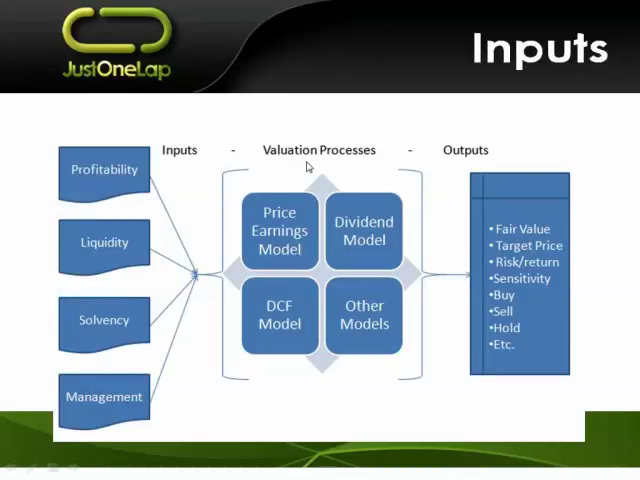 JustOneLap
Inputs
Inputs - Valuation Processes - Outputs
Profitability
Liquidity
Solvency
Management
Price
Earnings
Model
Dividend
Model
DCF
Model
Other
Models
• Fair Value
• Target Price
• Risk/return
•Sensitivity
•Buy
•Sell
•Hold
•Etc.